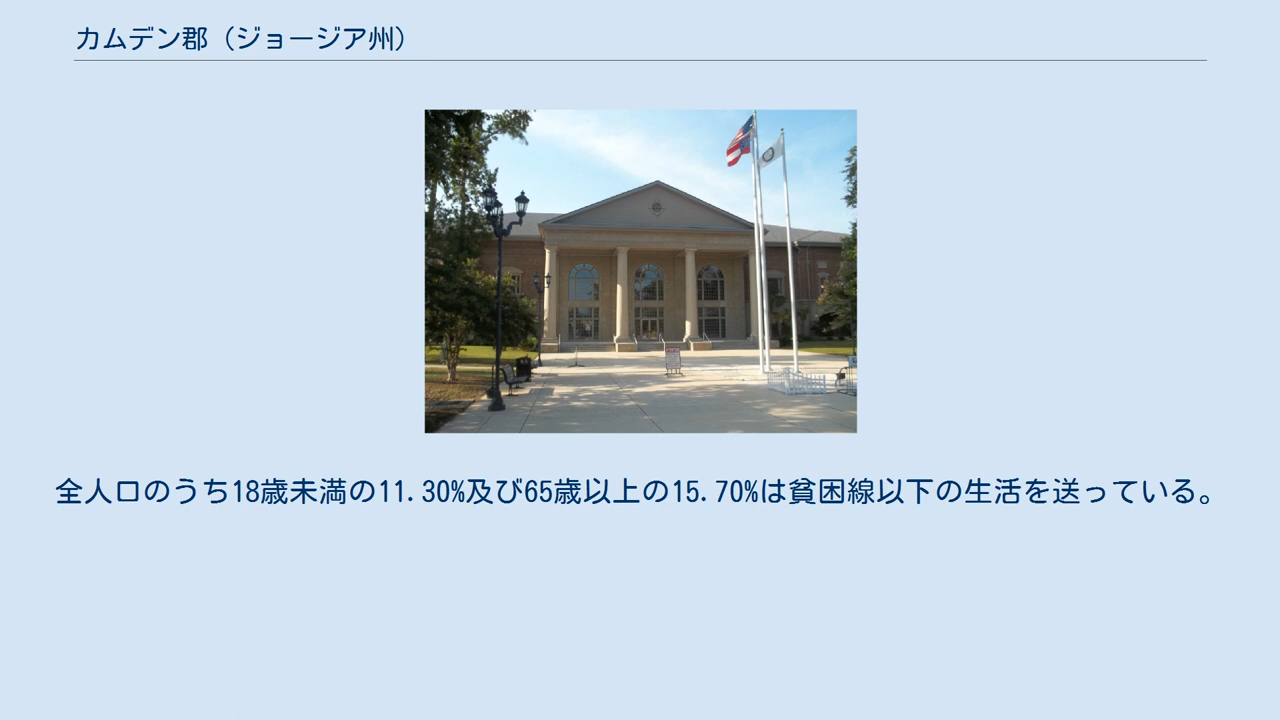 カムデン郡（ジョージア州）
全人口のうち18歳未満の11.30%及び65歳以上の15.70%は貧困線以下の生活を送っている。